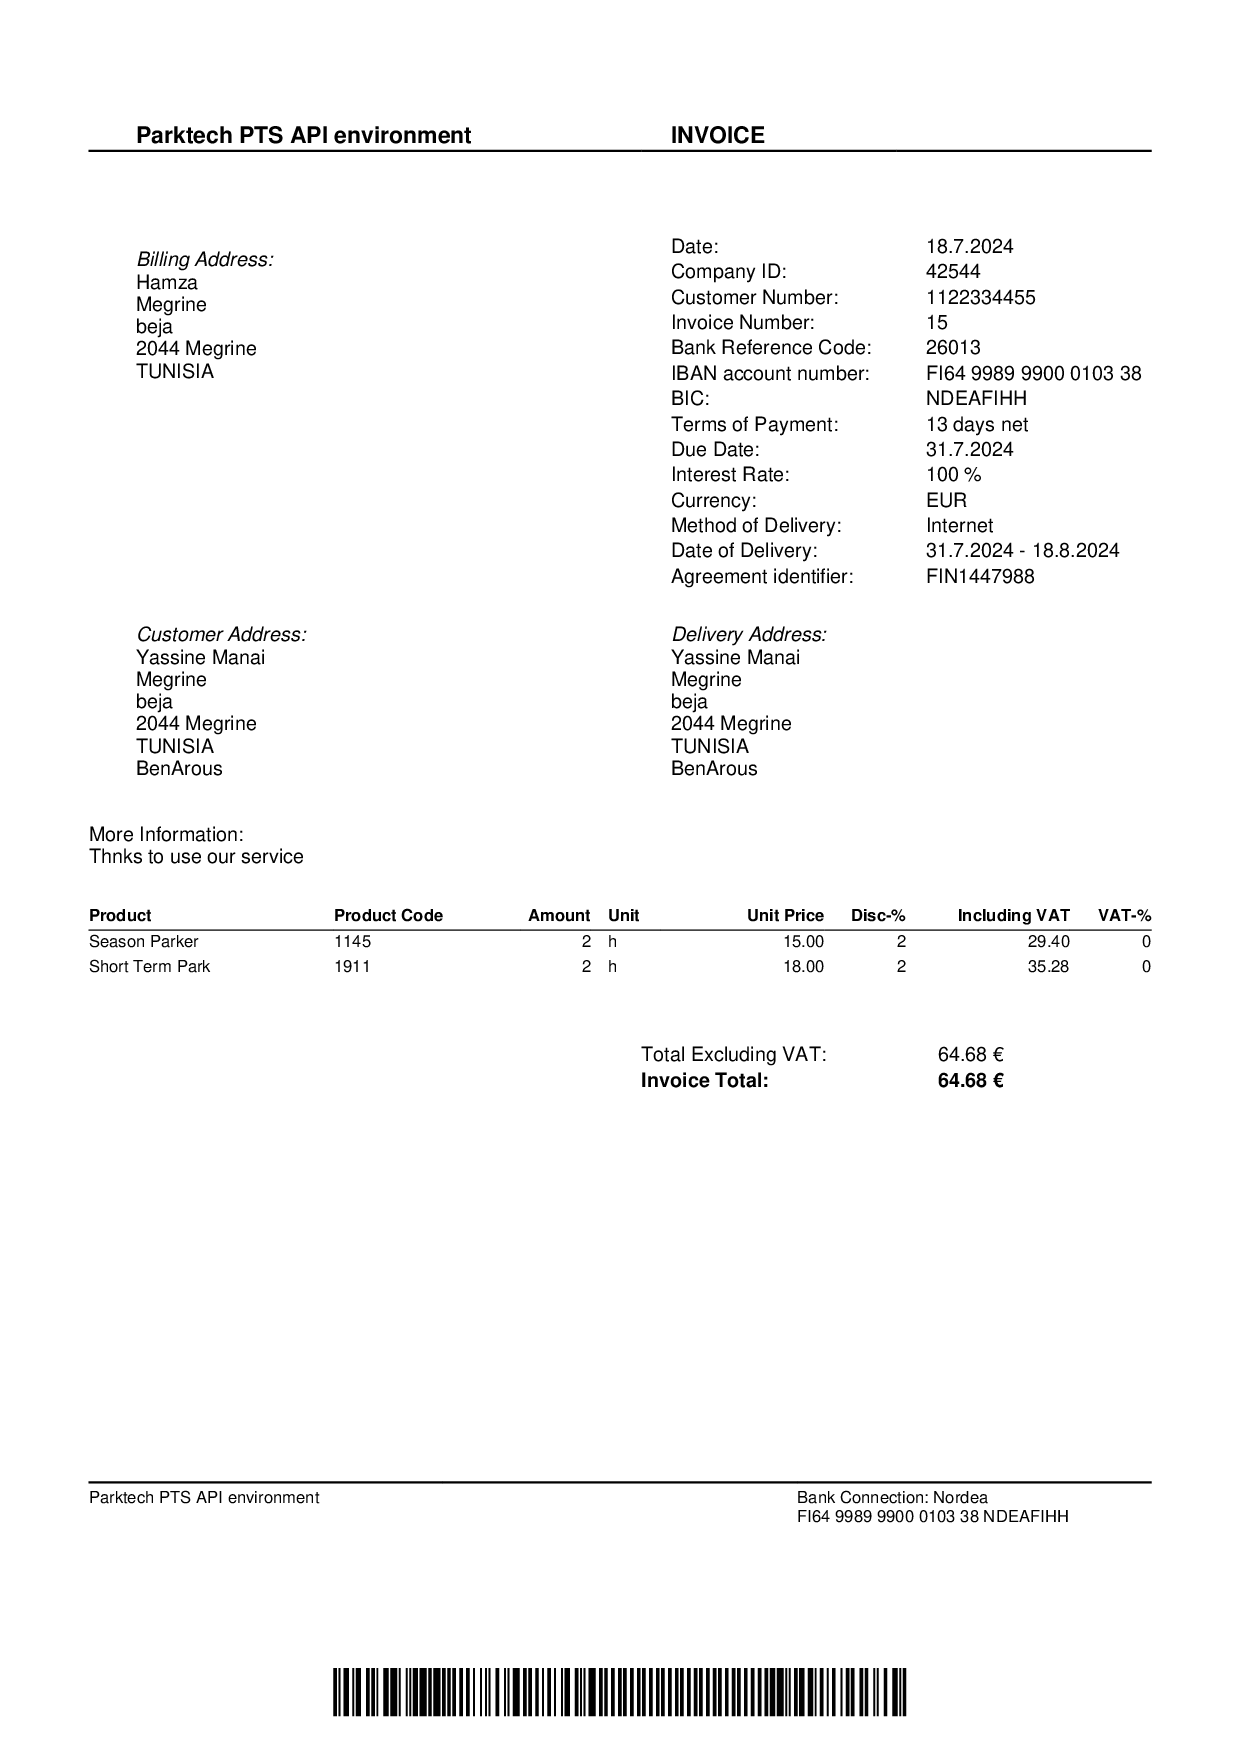 Parktech PTS API environment INVOICE
Billing Address:
Hamza
Megrine
beja
2044 Megrine
TUNISIA
Date: 18.7.2024
Company ID: 42544
Customer Number: 1122334455
Invoice Number: 15
Bank Reference Code: 26013
IBAN account number: FI64 9989 9900 0103 38
BIC: NDEAFIHH
Terms of Payment: 13 days net
Due Date: 31.7.2024
Interest Rate: 100 %
Currency: EUR
Method of Delivery: Internet
Date of Delivery: 31.7.2024 - 18.8.2024
Agreement identifier: FIN1447988
Customer Address:
Yassine Manai
Megrine
beja
2044 Megrine
TUNISIA
BenArous
Delivery Address:
Yassine Manai
Megrine
beja
2044 Megrine
TUNISIA
BenArous
More Information:
Thnks to use our service
Product Product Code Amount Unit Unit Price Disc-% Including VAT VAT-%
Season Parker 1145 2 h 15.00 2 29.40 0
Short Term Park 1911 2 h 18.00 2 35.28 0
Total Excluding VAT: 64.68 €
Invoice Total: 64.68 €
Parktech PTS API environment
Bank Connection: Nordea
FI64 9989 9900 0103 38 NDEAFIHH